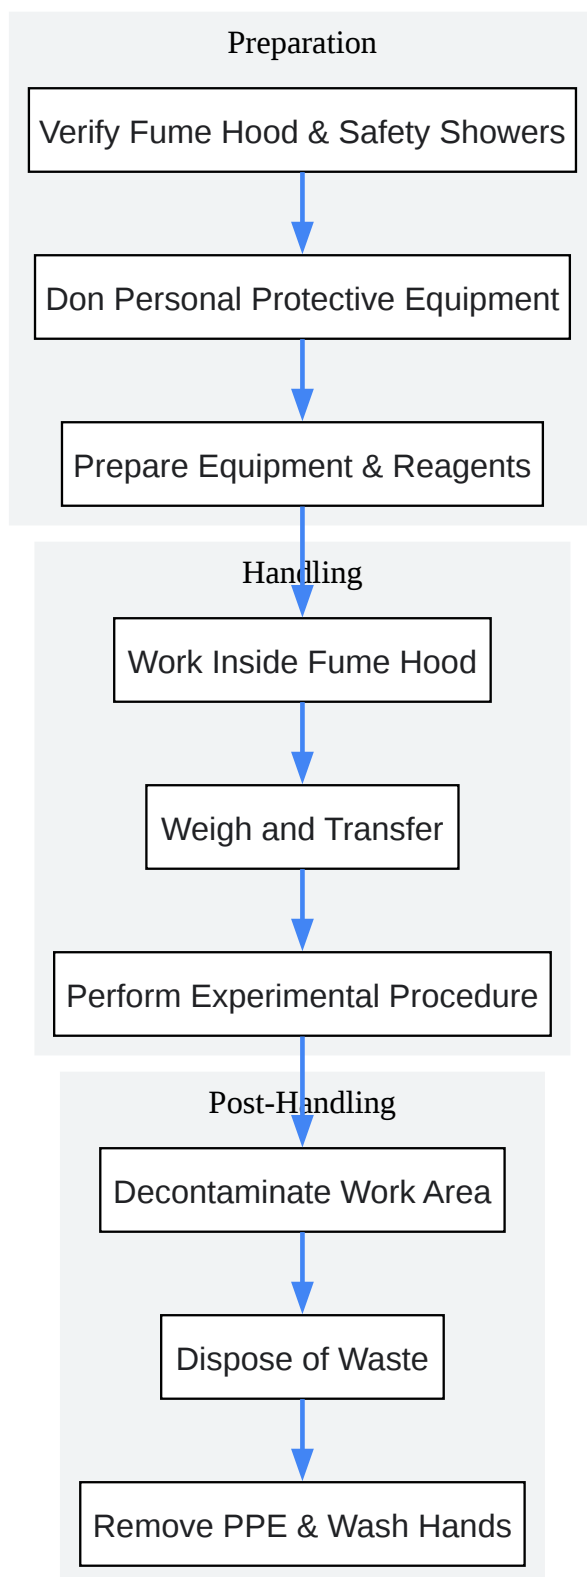 Preparation
Verify Fume Hood & Safety Showers
Don Personal Protective Equipment
Prepare Equipment & Reagents
Handling
Work Inside Fume Hood
Weigh and Transfer
Perform Experimental Procedure
Post-Handling
Decontaminate Work Area
Dispose of Waste
Remove PPE & Wash Hands